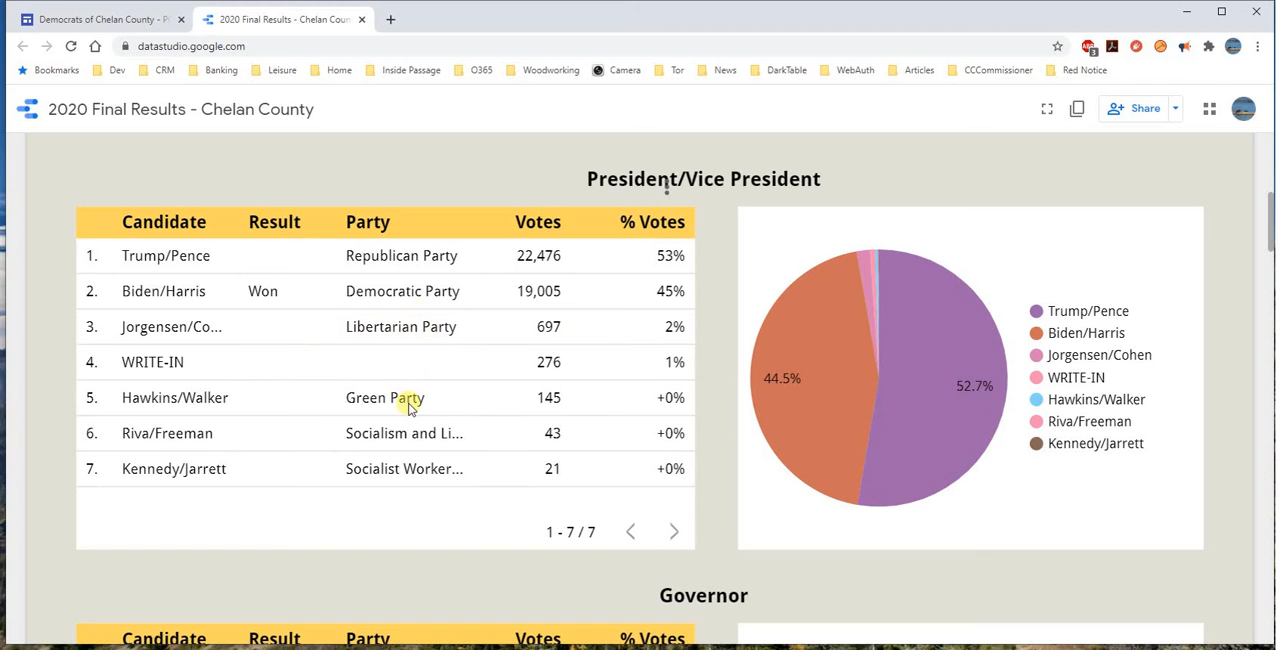 Democrats of Chelan County - P
2020 Final Results - Chelan Coun
datastudio.google.com
3
Bookmarks Dev CRM Banking Leisure Home Inside Passage O365 Woodworking Camera Tor News DarkTable WebAuth Articles CCCommissioner Red Notice
2020 Final Results - Chelan County
Share
President/Vice President
Candidate Result Party Votes % Votes
1. Trump/Pence Republican Party 22,476 53%
2. Biden/Harris Won Democratic Party 19,005 45%
3. Jorgensen/Co... Libertarian Party 697 2%
4. WRITE-IN 276 1%
5. Hawkins/Walker Green Party 145 +0%
6. Riva/Freeman Socialism and Li... 43 +0%
7. Kennedy/Jarrett Socialist Worker... 21 +0%
1 - 7 / 7
44.5%
52.7%
Trump/Pence
Biden/Harris
Jorgensen/Cohen
WRITE-IN
Hawkins/Walker
Riva/Freeman
Kennedy/Jarrett
Governor
Candidate Result Party Votes % Votes